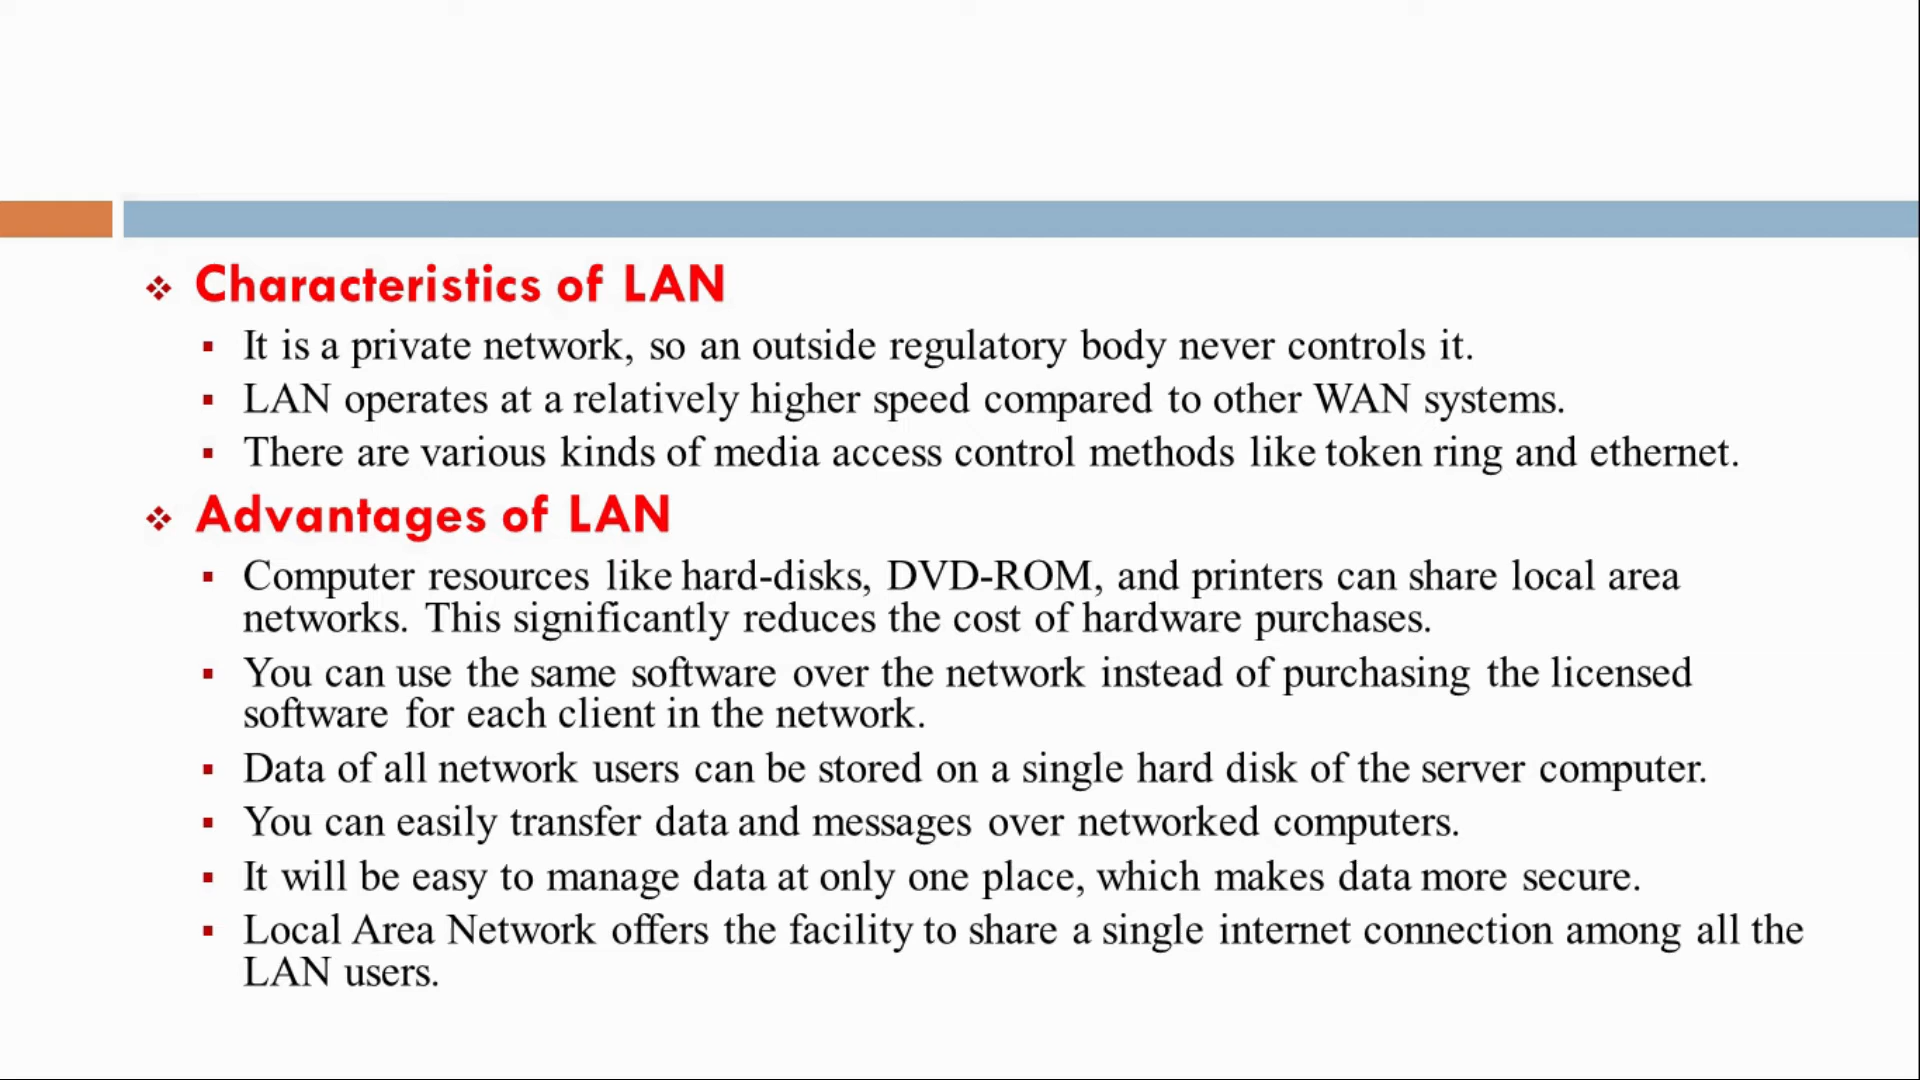 Characteristics of LAN
It is a private network, so an outside regulatory body never controls it.
LAN operates at a relatively higher speed compared to other WAN systems.
There are various kinds of media access control methods like token ring and ethernet.
Advantages of LAN
Computer resources like hard-disks, DVD-ROM, and printers can share local area
networks. This significantly reduces the cost of hardware purchases.
You can use the same software over the network instead of purchasing the licensed
software for each client in the network.
Data of all network users can be stored on a single hard disk of the server computer.
You can easily transfer data and messages over networked computers.
It will be easy to manage data at only one place, which makes data more secure.
Local Area Network offers the facility to share a single internet connection among all the
LAN users.